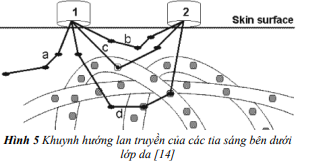 1
2
Skin surface
a
b
c
d
Hình 5 Khuynh hướng lan truyền của các tia sáng bên dưới
lớp da [14]